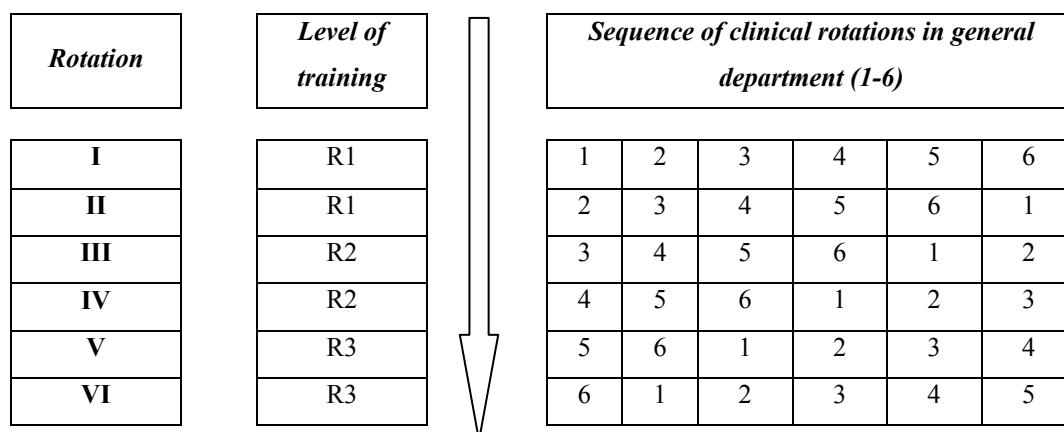 Rotation
Level of
training
Sequence of clinical rotations in general
department (1-6)
I R1 1 2 3 4 5 6
II R1 2 3 4 5 6 1
III R2 3 4 5 6 1 2
IV R2 4 5 6 1 2 3
V R3 5 6 1 2 3 4
VI R3 6 1 2 3 4 5